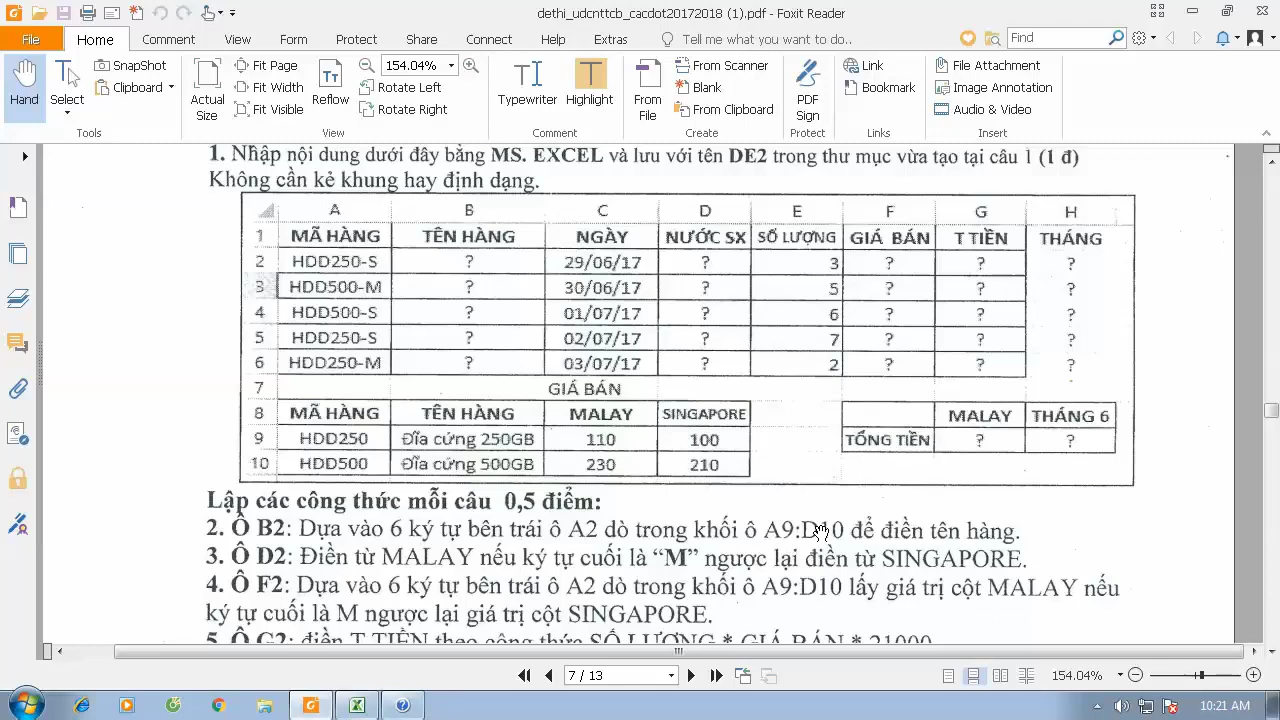 dethi_udcnttcb_cacdot20172018 (1).pdf - Foxit Reader
File Home Comment View Form Protect Share Connect Help Extras Tell me what you want to do.. Find
Hand
Select
SnapShot
Clipboard
Tools
Actual Size
Fit Page
Fit Width
Fit Visible
Reflow
154.04%
Rotate Left
Rotate Right
View
Typewriter
Highlight
Comment
From File
From Scanner
Blank
From Clipboard
Create
PDF Sign
Protect
Link
Bookmark
Links
File Attachment
Image Annotation
Audio & Video
Insert
1. Nhập nội dung dưới đây bằng MS. EXCEL và lưu với tên DE2 trong thư mục vừa tạo tại câu 1 (1 đ)
Không cần kẻ khung hay định dạng.
A B C D E F G H
1 MÃ HÀNG TÊN HÀNG NGÀY NƯỚC SX SỐ LƯỢNG GIÁ BÁN T TIỀN THÁNG
2 HDD250-S ? 29/06/17 ? 3 ? ? ?
3 HDD500-M ? 30/06/17 ? 5 ? ? ?
4 HDD500-S ? 01/07/17 ? 6 ? ? ?
5 HDD250-S ? 02/07/17 ? 7 ? ? ?
6 HDD250-M ? 03/07/17 ? 2 ? ? ?
7 GIÁ BÁN
8 MÃ HÀNG TÊN HÀNG MALAY SINGAPORE MALAY THÁNG 6
9 HDD250 Đĩa cứng 250GB 110 100 TỔNG TIỀN ? ?
10 HDD500 Đĩa cứng 500GB 230 210
Lập các công thức mỗi câu 0,5 điểm:
2. Ô B2: Dựa vào 6 ký tự bên trái ô A2 dò trong khối ô A9:D10 để điền tên hàng.
3. Ô D2: Điền từ MALAY nếu ký tự cuối là “M” ngược lại điền từ SINGAPORE.
4. Ô F2: Dựa vào 6 ký tự bên trái ô A2 dò trong khối ô A9:D10 lấy giá trị cột MALAY nếu
ký tự cuối là M ngược lại giá trị cột SINGAPORE.
5. Ô G2: điền T TIỀN theo công thức SỐ LƯỢNG * GIÁ BÁN * 21000
7 / 13
154.04%
10:21 AM